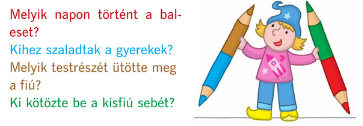 Melyik napon történt a bal-
eset?
Kihez szaladtak a gyerekek?
Melyik testrészét ütötte meg
a fiú?
Ki kötözte be a kisfiú sebét?